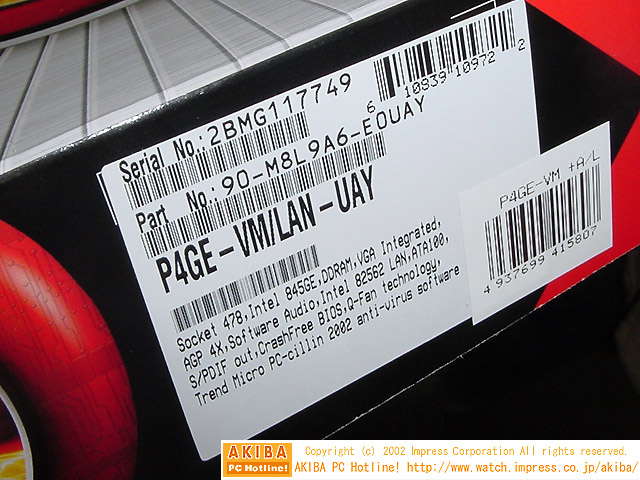 Serial No.:2BMG117749
6 10939 10972 2
Part No.:90-M8L9A6-E0UAY
P4GE-VM/LAN-UAY
Socket 478,Intel 845GE,DDRAM,VGA Integrated,
AGP 4X,Software Audio,Intel 82562 LAN,ATA100,
S/PDIF out,CrashFree BIOS,Q-Fan technology,
Trend Micro PC-cillin 2002 anti-virus software
P4GE-VM +A/L
4 937699 415807
AKIBA
PC Hotline!
Copyright (c) 2002 Impress Corporation All rights reserved.
AKIBA PC Hotline! http://www.watch.impress.co.jp/akiba/